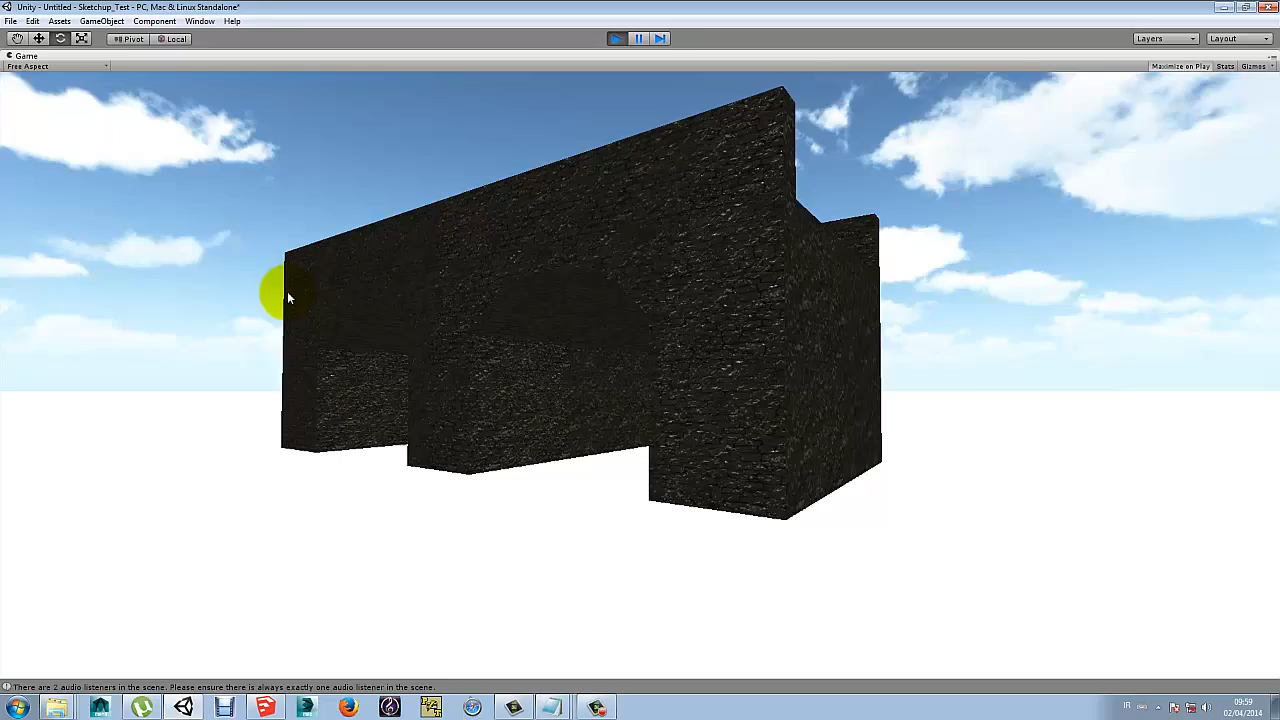 Unity - Untitled - Sketchup_Test - PC, Mac & Linux Standalone*
File Edit Assets GameObject Component Window Help
Pivot Local Layers Layout
Game
Free Aspect Maximize on Play Stats Gizmos
There are 2 audio listeners in the scene. Please ensure there is always exactly one audio listener in the scene.
IR 09:59
02/04/2014